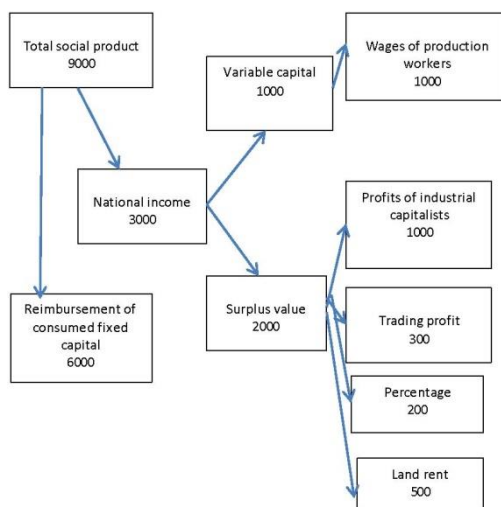 Total social product
9000
Variable capital
1000
Wages of production
workers
1000
National income
3000
Profits of industrial
capitalists
1000
Reimbursement of
consumed fixed
capital
6000
Surplus value
2000
Trading profit
300
Percentage
200
Land rent
500